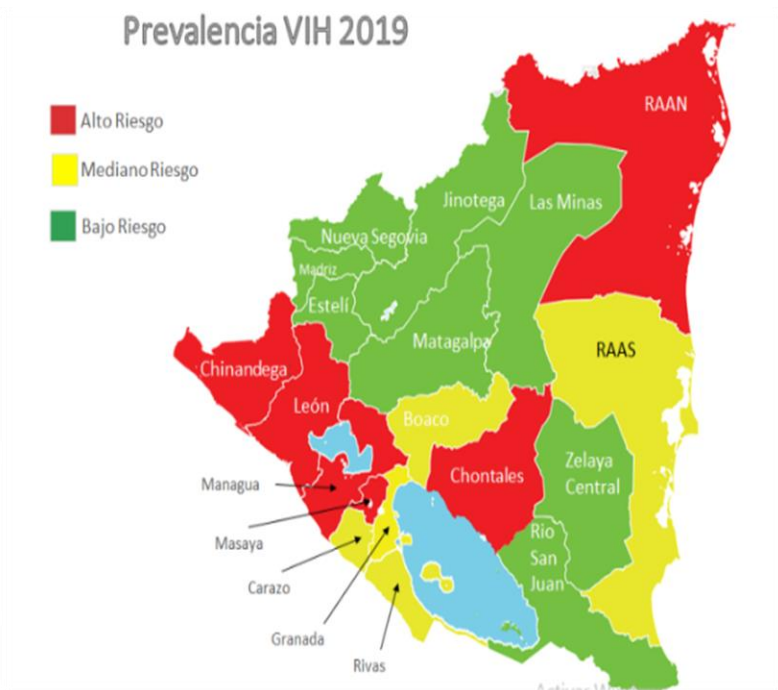 Prevalencia VIH 2019
Alto Riesgo
Mediano Riesgo
Bajo Riesgo
RAAN
Jinotega
Las Minas
Nueva Segovia
Madriz
Estelí
Matagalpa
RAAS
Chinandega
León
Boaco
Chontales
Zelaya
Central
Managua
Masaya
Rio
San
Juan
Carazo
Granada
Rivas